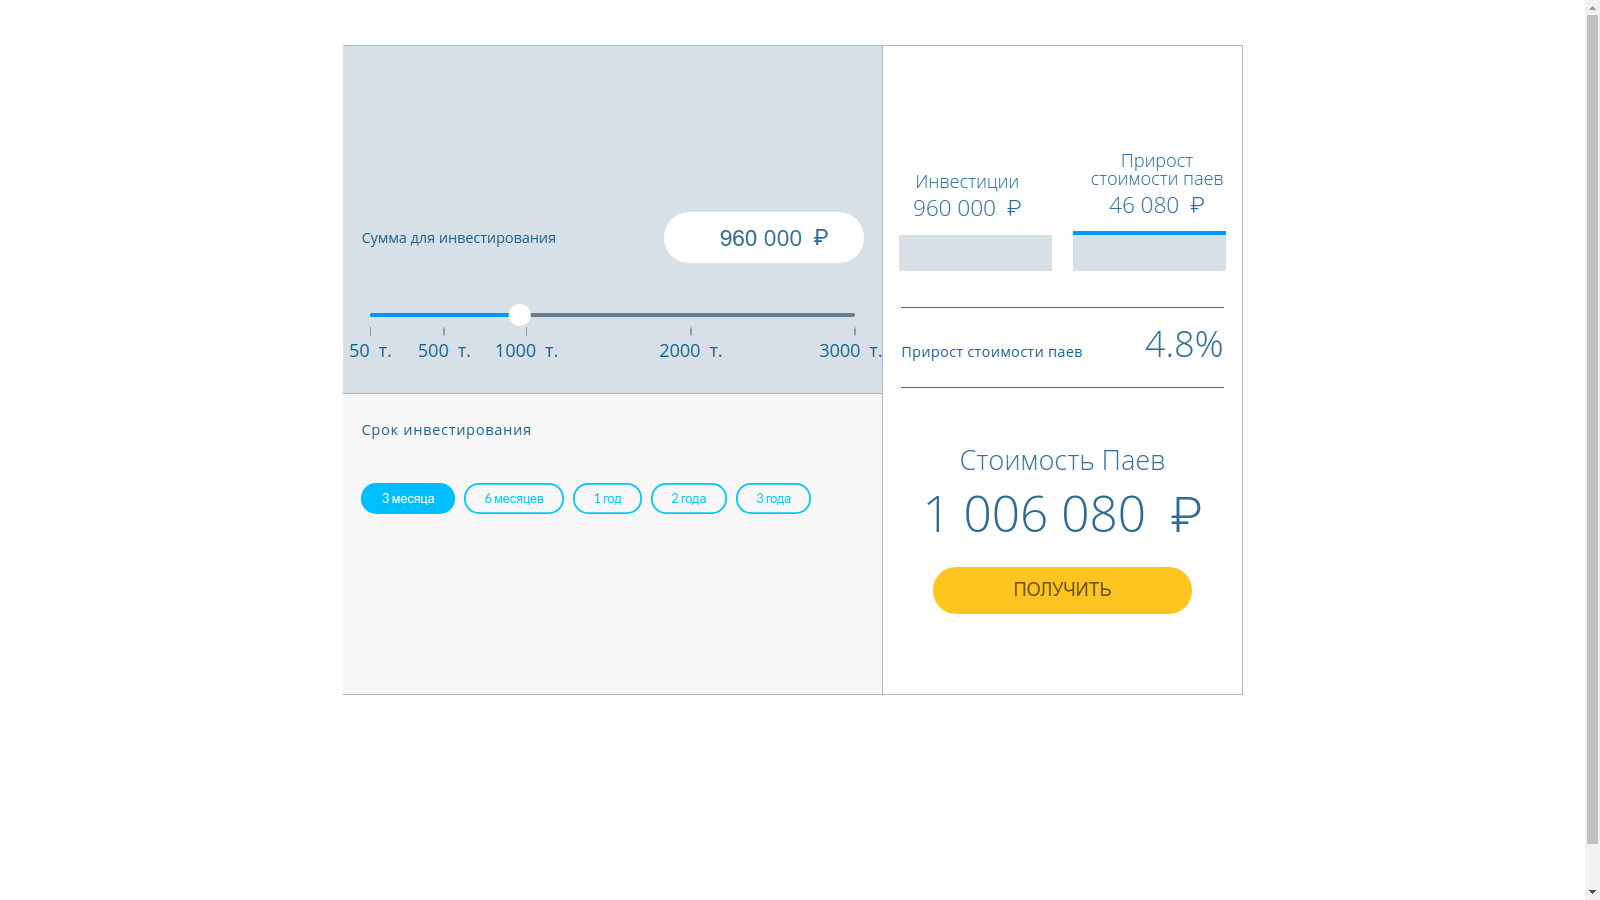 Сумма для инвестирования
960 000 ₽
50 т.
500 т.
1000 т.
2000 т.
3000 т.
Срок инвестирования
3 месяца
6 месяцев
1 год
2 года
3 года
Инвестиции
960 000 ₽
Прирост
стоимости паев
46 080 ₽
Прирост стоимости паев
4.8%
Стоимость Паев
1 006 080 ₽
ПОЛУЧИТЬ